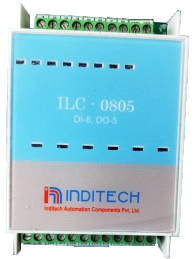 ILC · 0805
DI-8, DO-5
INDITECH
Inditech Automation Components Pvt. Ltd.